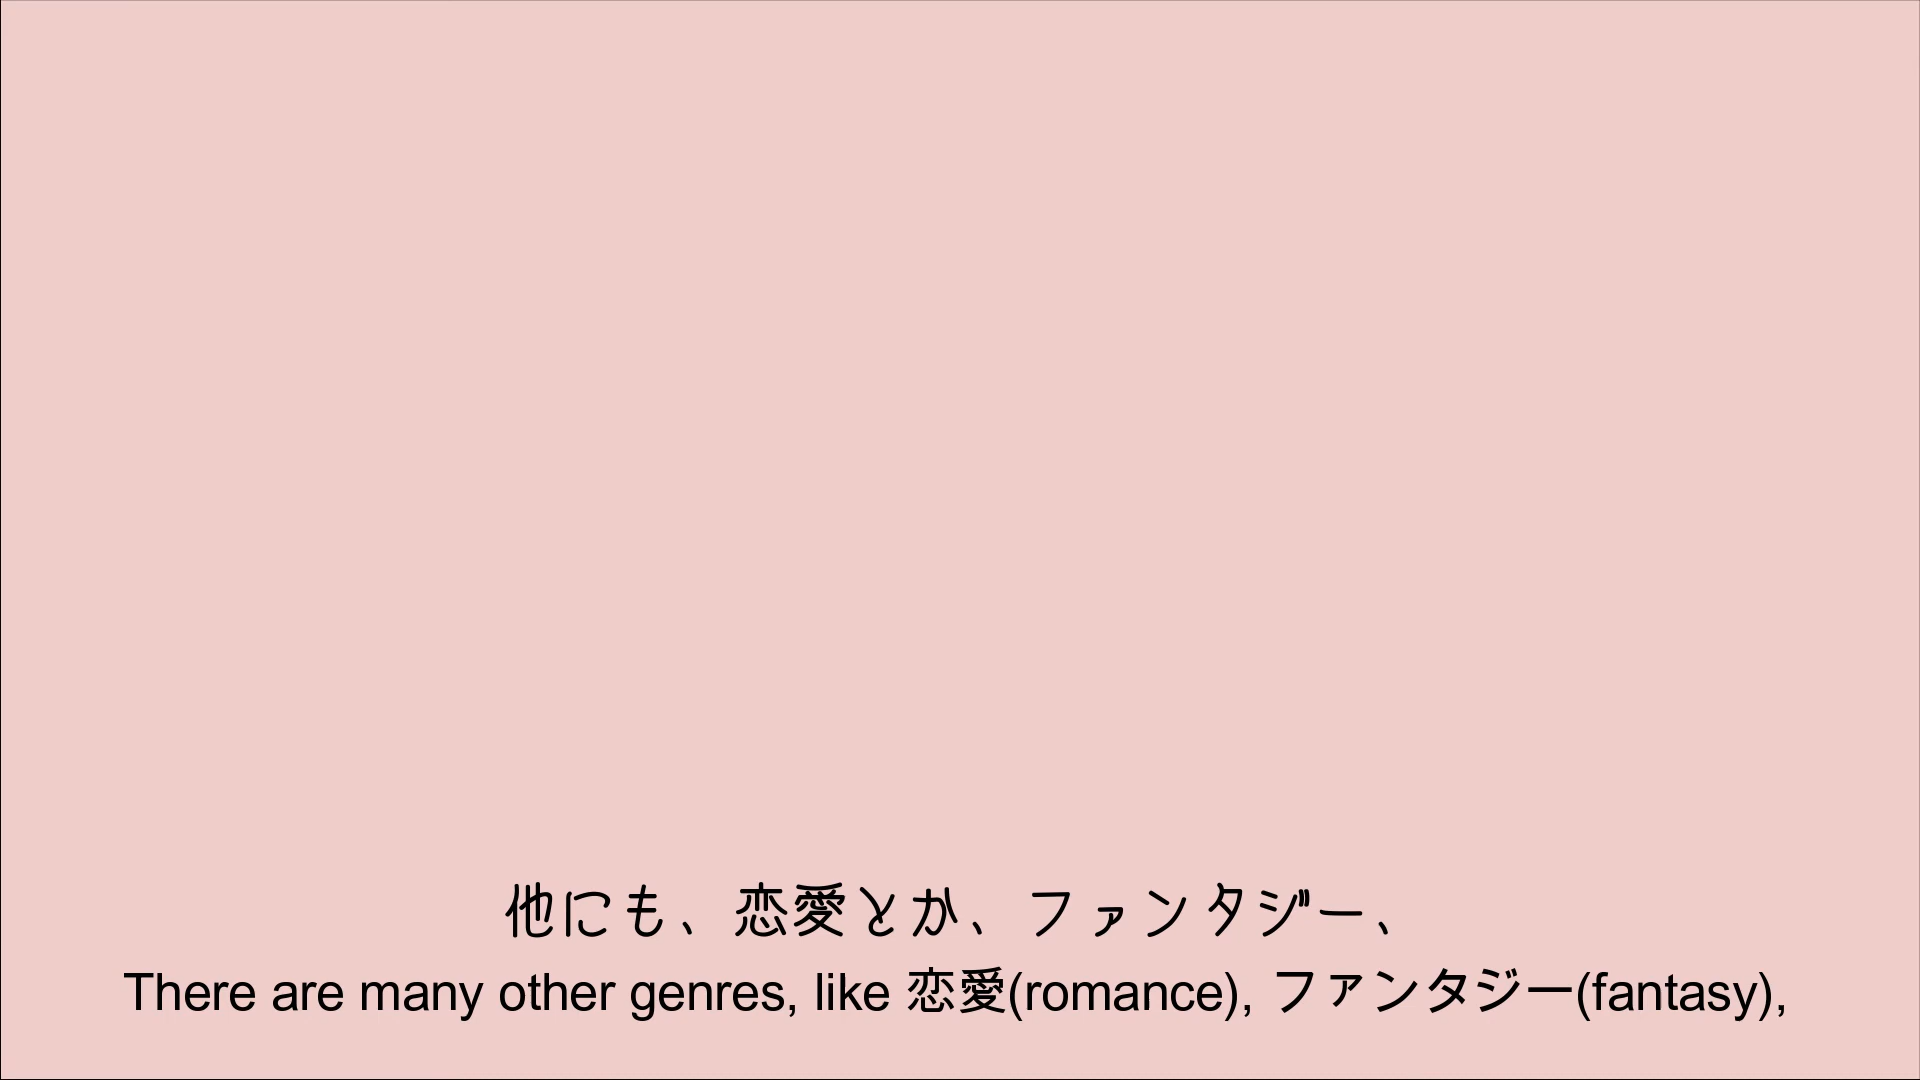 他にも、恋愛とか、ファンタジー、
There are many other genres, like 恋愛(romance), ファンタジー(fantasy),